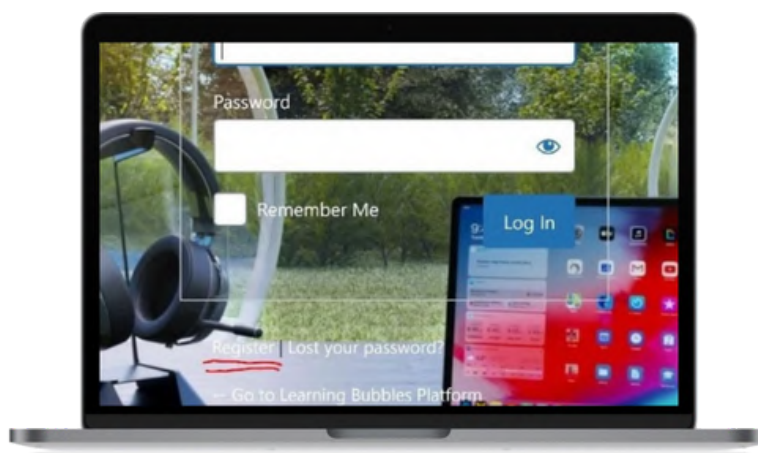 Password
Remember Me
Log In
Register | Lost your password?
← Go to Learning Bubbles Platform